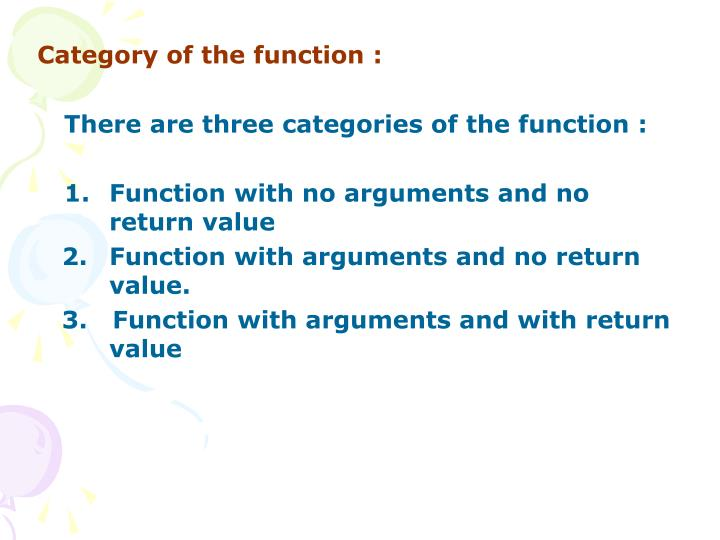 Category of the function :
There are three categories of the function :
1. Function with no arguments and no
return value
2. Function with arguments and no return
value.
3. Function with arguments and with return
value